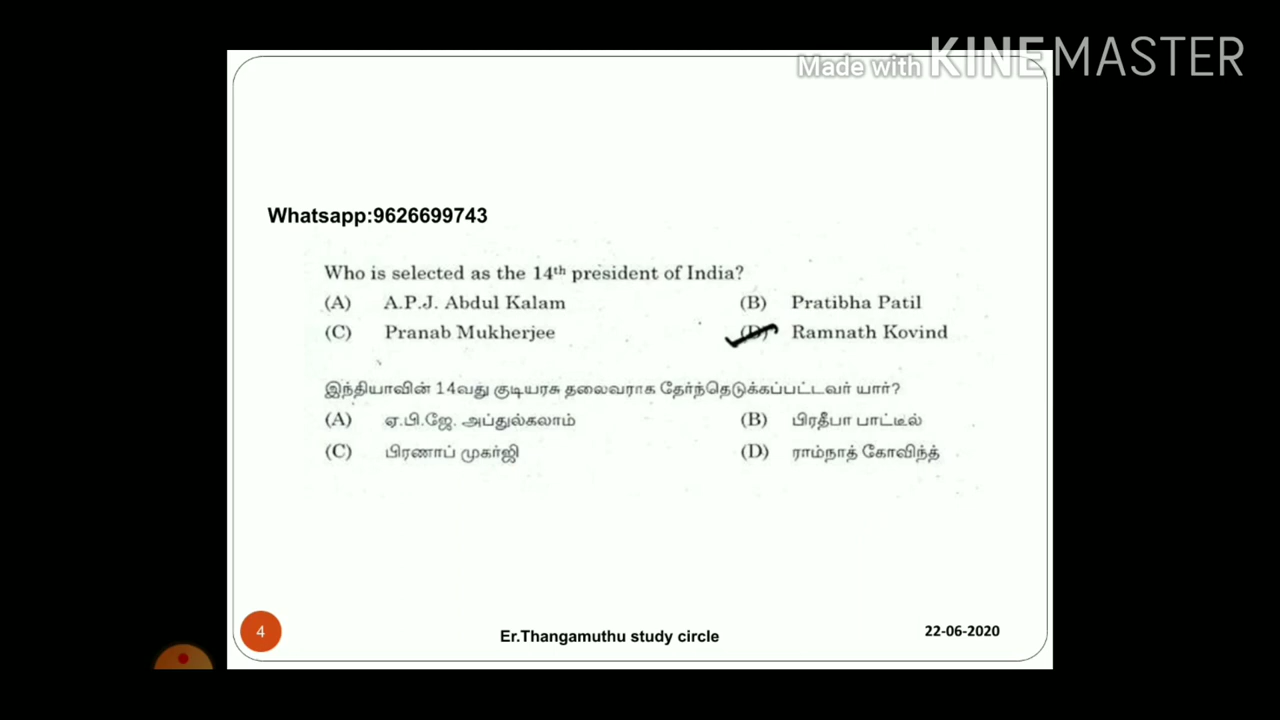 Made with KINEMASTER
Whatsapp:9626699743
Who is selected as the 14th president of India?
(A) A.P.J. Abdul Kalam (B) Pratibha Patil
(C) Pranab Mukherjee (D) Ramnath Kovind
இந்தியாவின் 14வது குடியரசு தலைவராக தேர்ந்தெடுக்கப்பட்டவர் யார்?
(A) ஏ.பி.ஜே. அப்துல்கலாம் (B) பிரதீபா பாட்டில்
(C) பிரணாப் முகர்ஜி (D) ராம்நாத் கோவிந்த்
4 Er.Thangamuthu study circle 22-06-2020